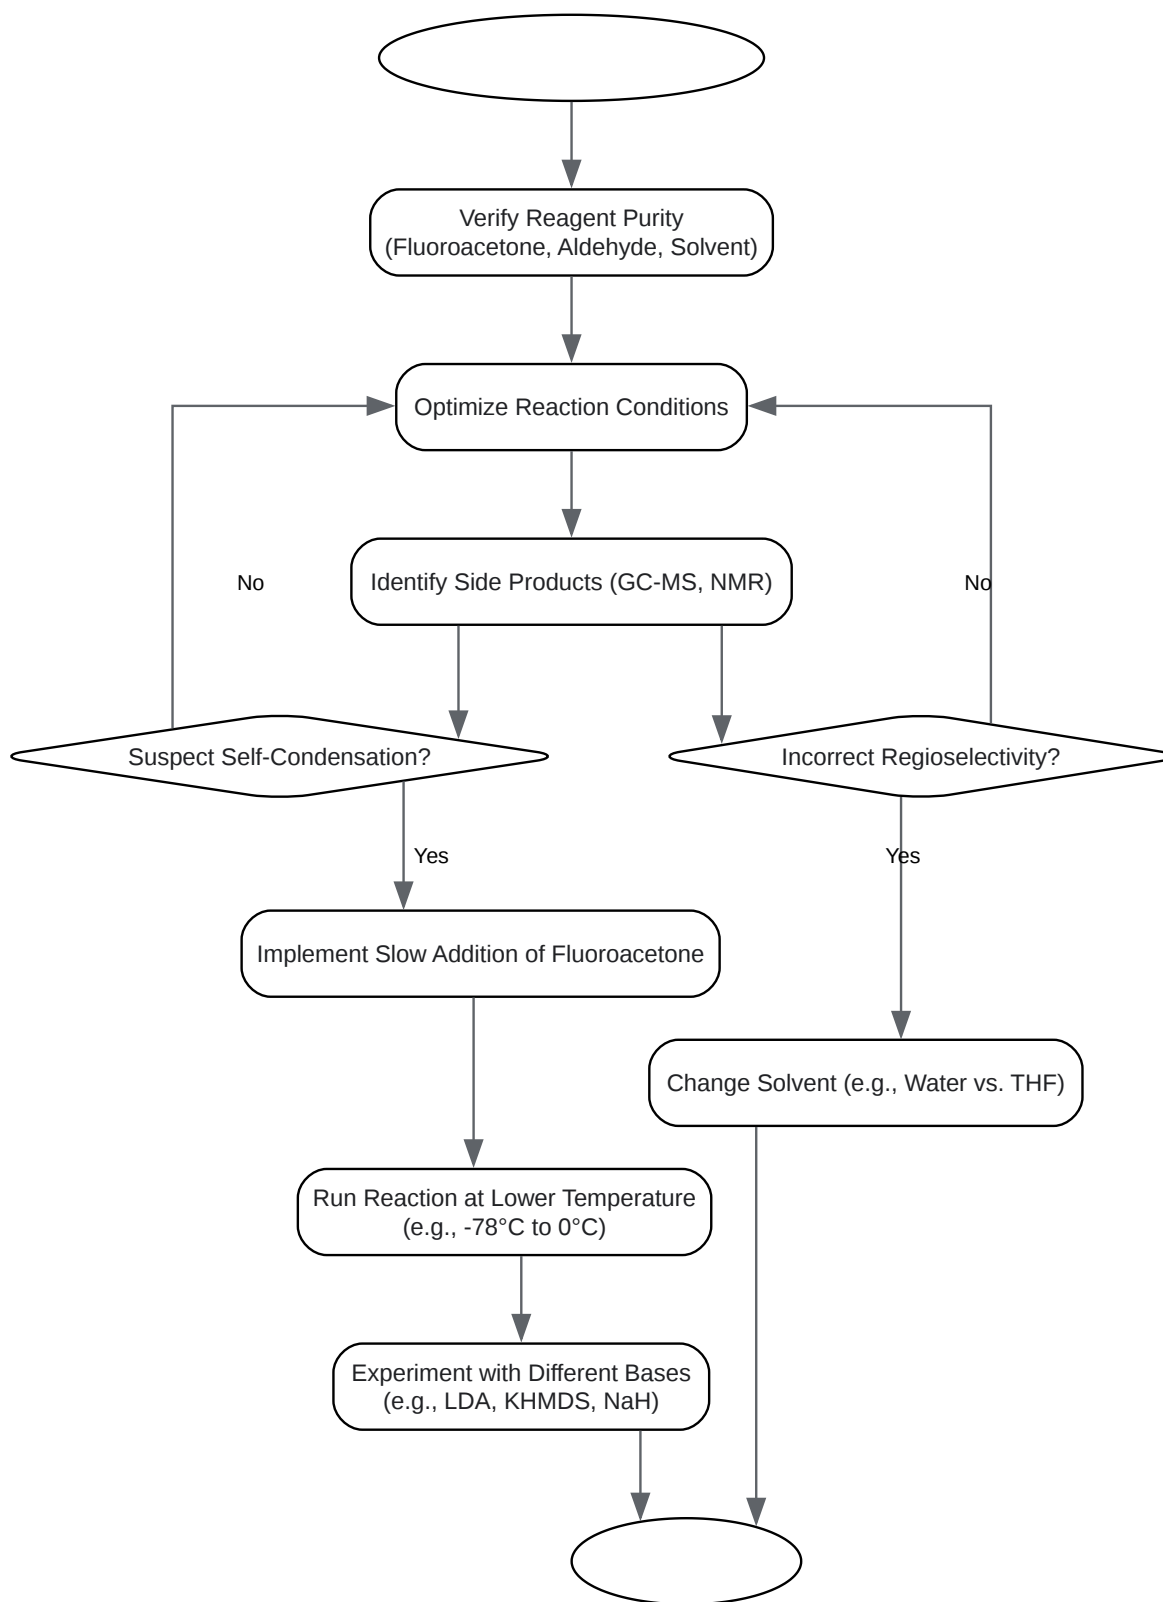 Verify Reagent Purity
(Fluoroacetone, Aldehyde, Solvent)
Optimize Reaction Conditions
Identify Side Products (GC-MS, NMR)
No
No
Suspect Self-Condensation?
Incorrect Regioselectivity?
Yes
Yes
Implement Slow Addition of Fluoroacetone
Change Solvent (e.g., Water vs. THF)
Run Reaction at Lower Temperature
(e.g., -78°C to 0°C)
Experiment with Different Bases
(e.g., LDA, KHMDS, NaH)